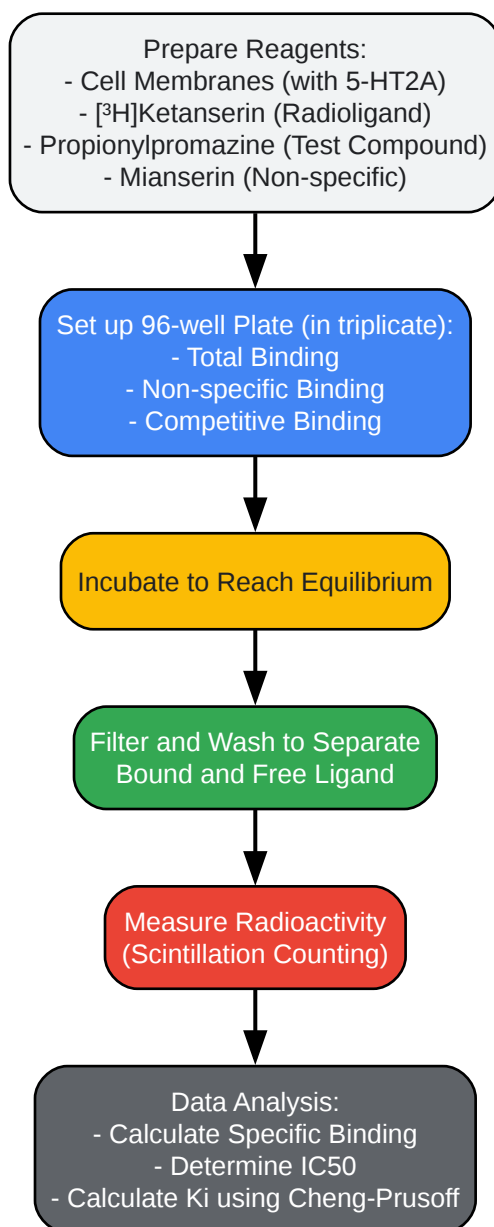 Prepare Reagents:
- Cell Membranes (with 5-HT2A)
- [³H]Ketanserin (Radioligand)
- Propionylpromazine (Test Compound)
- Mianserin (Non-specific)
Set up 96-well Plate (in triplicate):
- Total Binding
- Non-specific Binding
- Competitive Binding
Incubate to Reach Equilibrium
Filter and Wash to Separate
Bound and Free Ligand
Measure Radioactivity
(Scintillation Counting)
Data Analysis:
- Calculate Specific Binding
- Determine IC50
- Calculate Ki using Cheng-Prusoff